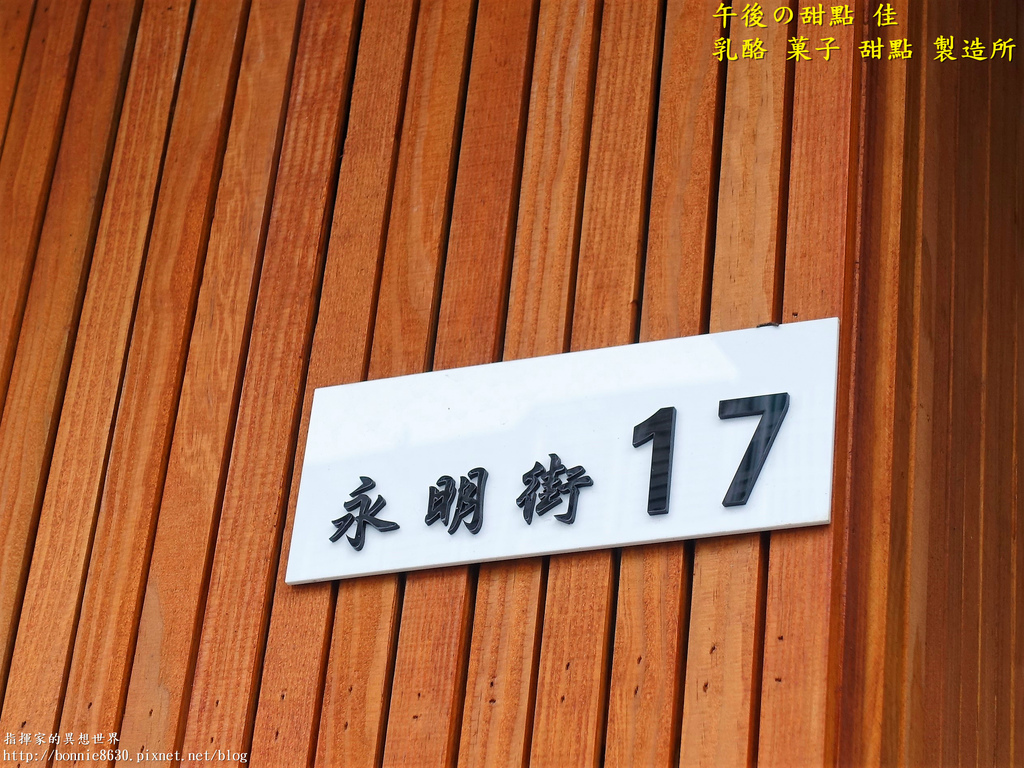 午後の甜點 佳
乳酪 菓子 甜點 製造所
永明街 17
指揮家的異想世界
http://bonnie8630.pixnet.net/blog